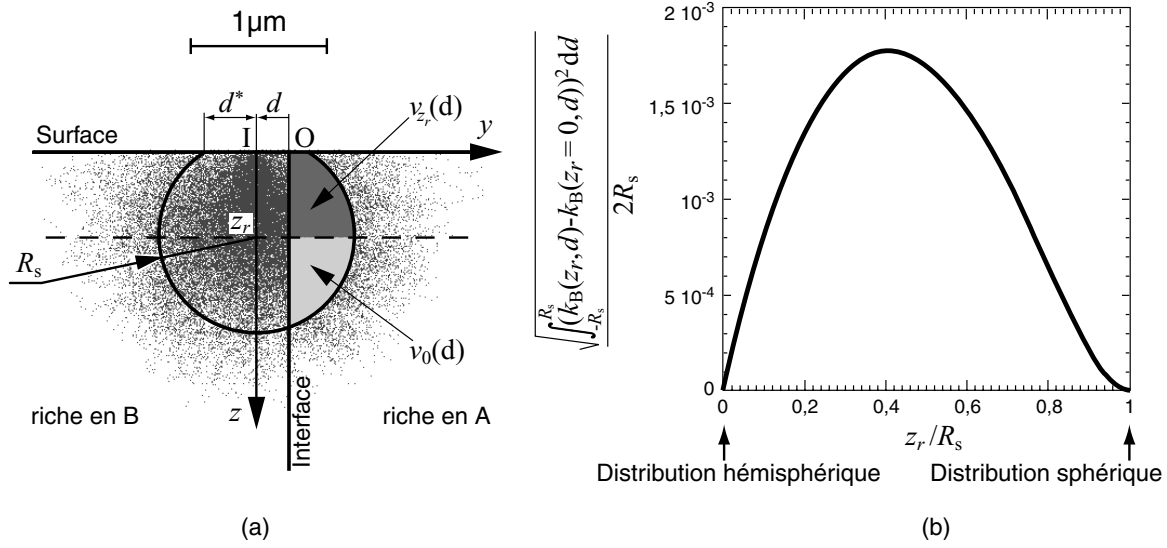 1μm
d* d
I O
Surface
y
v_{z_r}(d)
z_r
R_s
v_0(d)
z
Interface
riche en B
riche en A
(a)
√∫_{-R_s}^{R_s}(k_B(z_r,d)-k_B(z_r=0,d))²dd
2R_s
2 10⁻³
1,5 10⁻³
10⁻³
5 10⁻⁴
0
0 0,2 0,4 0,6 0,8 1
z_r/R_s
Distribution hémisphérique
Distribution sphérique
(b)